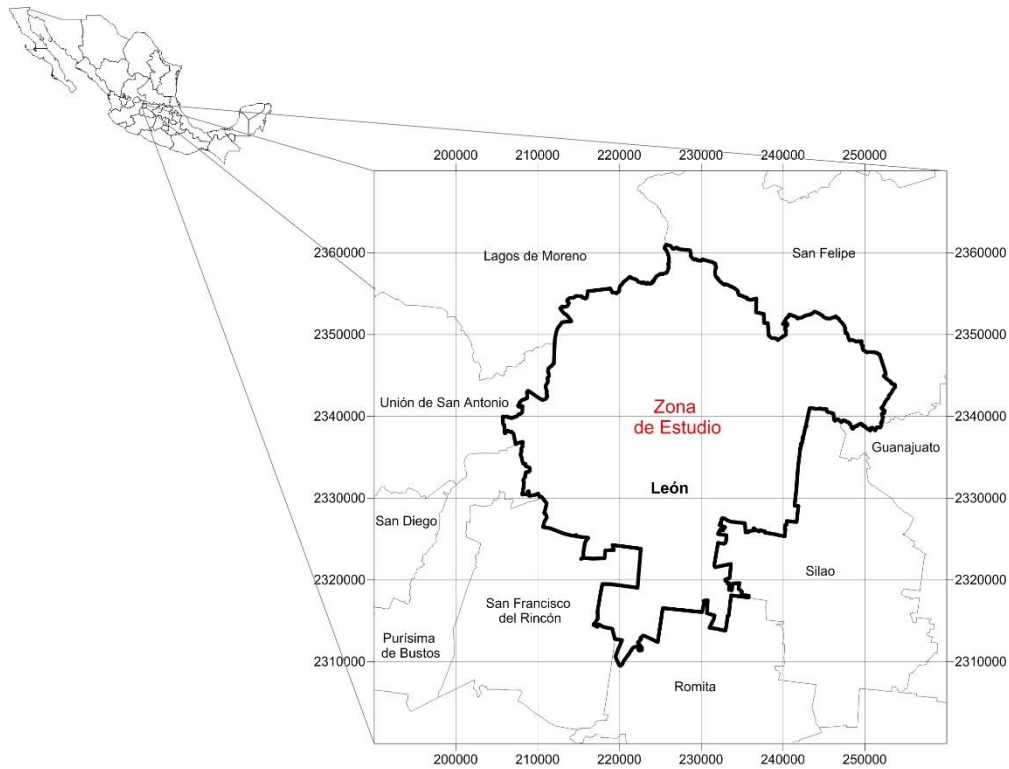 200000 210000 220000 230000 240000 250000
2360000
Lagos de Moreno
San Felipe
2360000
2350000
2350000
Unión de San Antonio
2340000
Zona
de Estudio
2340000
Guanajuato
León
2330000
2330000
San Diego
Silao
2320000
2320000
San Francisco
del Rincón
Purísima
de Bustos
2310000
2310000
Romita
200000 210000 220000 230000 240000 250000